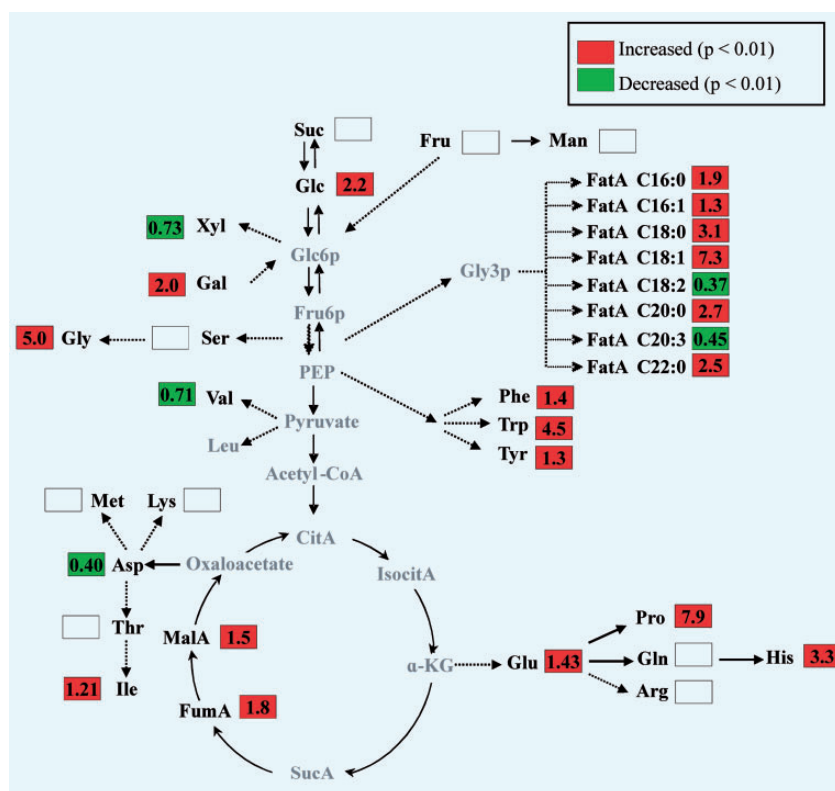 Increased (p < 0.01)
Decreased (p < 0.01)
Suc
Fru
Man
Glc 2.2
FatA C16:0 1.9
FatA C16:1 1.3
FatA C18:0 3.1
FatA C18:1 7.3
FatA C18:2 0.37
FatA C20:0 2.7
FatA C20:3 0.45
FatA C22:0 2.5
0.73 Xyl
Glc6p
Gly3p
2.0 Gal
Fru6p
5.0 Gly
Ser
PEP
0.71 Val
Phe 1.4
Trp 4.5
Tyr 1.3
Pyruvate
Leu
Acetyl-CoA
Met Lys
CitA
0.40 Asp Oxaloacetate
IsocitA
Thr
MalA 1.5
Pro 7.9
α-KG Glu 1.43 Gln His 3.3
1.21 Ile
Arg
FumA 1.8
SucA